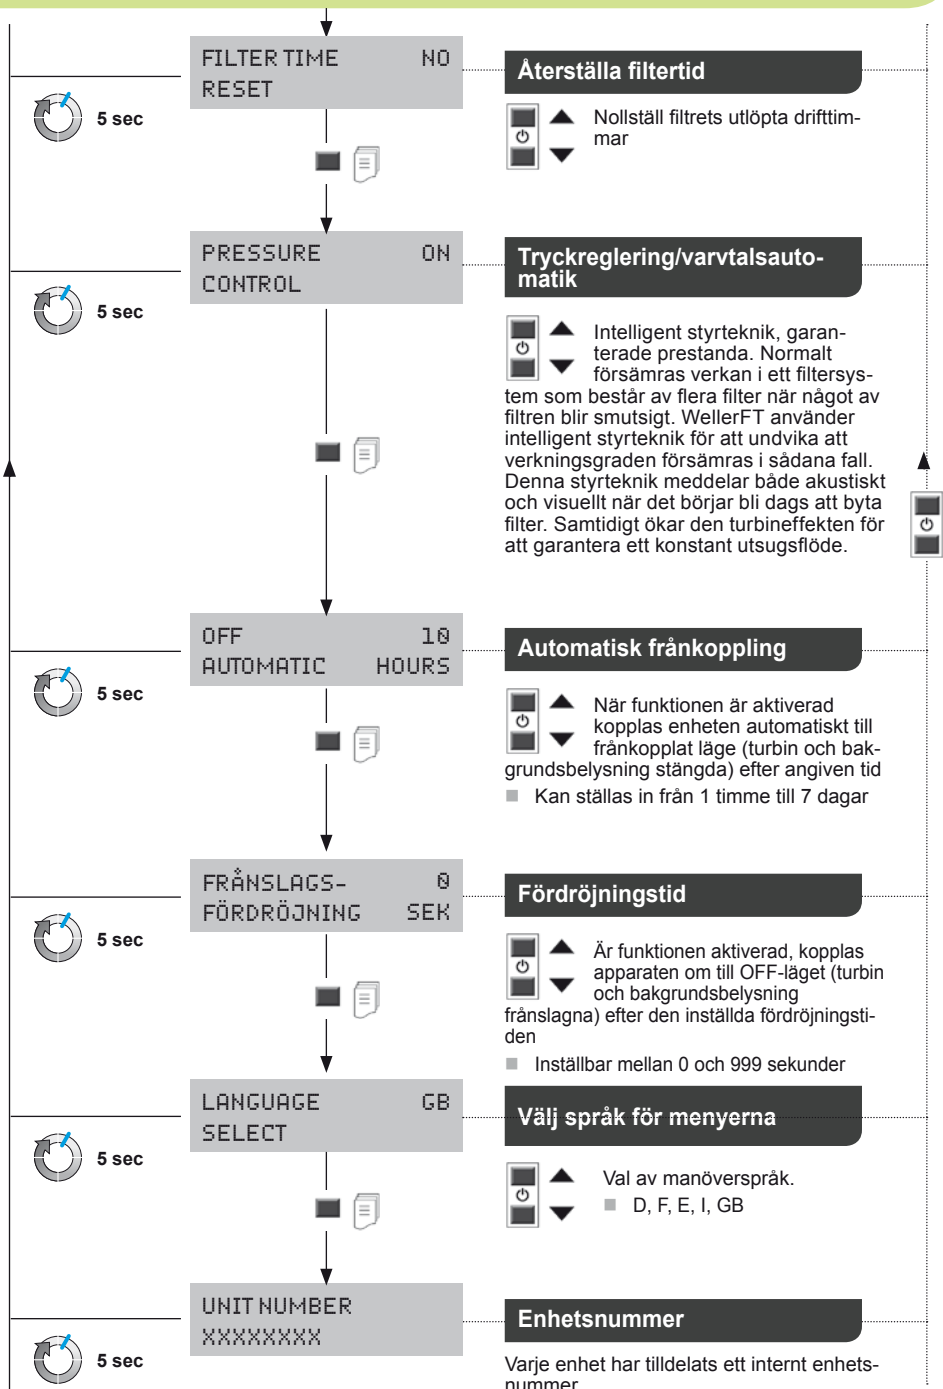 FILTER TIME NO
RESET
Återställa filtertid
5 sec
Nollställ filtrets utlöpta drifttim-
mar
PRESSURE ON
CONTROL
Tryckreglering/varvtalsauto-
matik
5 sec
Intelligent styrteknik, garan-
terade prestanda. Normalt
försämras verkan i ett filtersys-
tem som består av flera filter när något av
filtren blir smutsigt. WellerFT använder
intelligent styrteknik för att undvika att
verkningsgraden försämras i sådana fall.
Denna styrteknik meddelar både akustiskt
och visuellt när det börjar bli dags att byta
filter. Samtidigt ökar den turbineffekten för
att garantera ett konstant utsugsflöde.
OFF 10
AUTOMATIC HOURS
Automatisk frånkoppling
5 sec
När funktionen är aktiverad
kopplas enheten automatiskt till
frånkopplat läge (turbin och bak-
grundsbelysning stängda) efter angiven tid
Kan ställas in från 1 timme till 7 dagar
FRÅNSLAGS- 0
FÖRDRÖJNING SEK
Fördröjningstid
5 sec
Är funktionen aktiverad, kopplas
apparaten om till OFF-läget (turbin
och bakgrundsbelysning
frånslagna) efter den inställda fördröjningsti-
den
Inställbar mellan 0 och 999 sekunder
LANGUAGE GB
SELECT
Välj språk för menyerna
5 sec
Val av manöverspråk.
D, F, E, I, GB
UNIT NUMBER
XXXXXXXX
Enhetsnummer
5 sec
Varje enhet har tilldelats ett internt enhets-
nummer